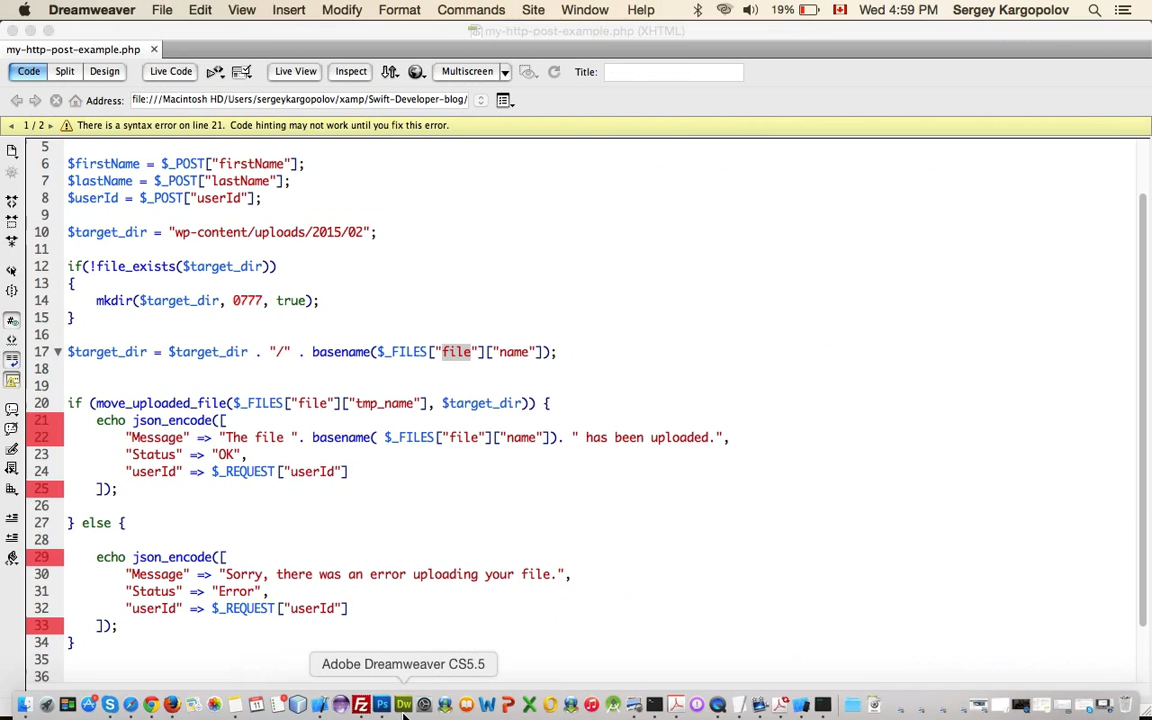 Dreamweaver File Edit View Insert Modify Format Commands Site Window Help 19% Wed 4:59 PM Sergey Kargopolov
my-http-post-example.php (XHTML)
my-http-post-example.php
Code Split Design Live Code Live View Inspect Multiscreen Title:
Address: file:///Macintosh HD/Users/sergeykargopolov/xamp/Swift-Developer-blog/
1 / 2 There is a syntax error on line 21. Code hinting may not work until you fix this error.
5
6 $firstName = $_POST["firstName"];
7 $lastName = $_POST["lastName"];
8 $userId = $_POST["userId"];
9
10 $target_dir = "wp-content/uploads/2015/02";
11
12 if(!file_exists($target_dir))
13 {
14 mkdir($target_dir, 0777, true);
15 }
16
17 $target_dir = $target_dir . "/" . basename($_FILES["file"]["name"]);
18
19
20 if (move_uploaded_file($_FILES["file"]["tmp_name"], $target_dir)) {
21 echo json_encode([
22 "Message" => "The file ". basename( $_FILES["file"]["name"]). " has been uploaded.",
23 "Status" => "OK",
24 "userId" => $_REQUEST["userId"]
25 ]);
26
27 } else {
28
29 echo json_encode([
30 "Message" => "Sorry, there was an error uploading your file.",
31 "Status" => "Error",
32 "userId" => $_REQUEST["userId"]
33 ]);
34 }
35
36
Adobe Dreamweaver CS5.5
Ps Dw